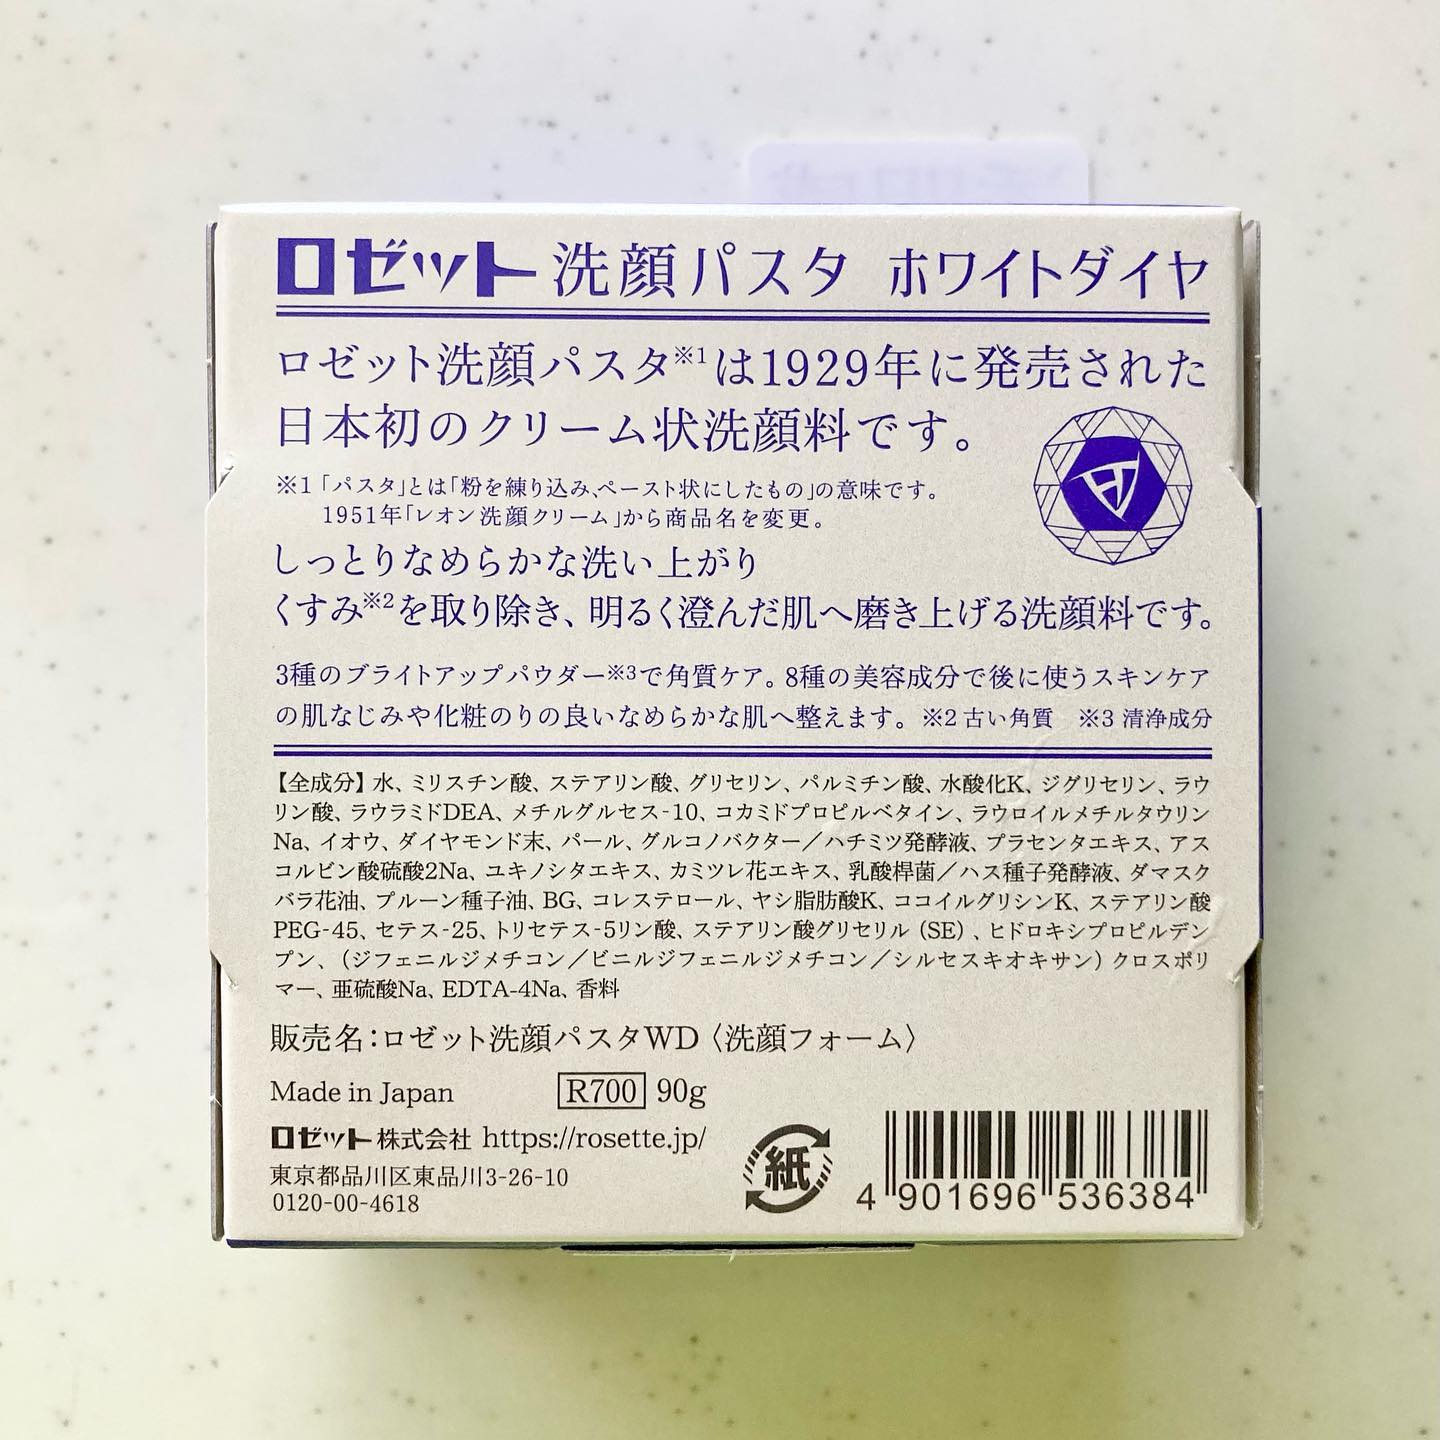 ロゼット 洗顔パスタ ホワイトダイヤ
ロゼット洗顔パスタ※1は1929年に発売された
日本初のクリーム状洗顔料です。
※1「パスタ」とは「粉を練り込み、ペースト状にしたもの」の意味です。
1951年「レオン洗顔クリーム」から商品名を変更。
しっとりなめらかな洗い上がり
くすみ※2を取り除き、明るく澄んだ肌へ磨き上げる洗顔料です。
3種のブライトアップパウダー※3で角質ケア。8種の美容成分で後に使うスキンケア
の肌なじみや化粧のりの良いなめらかな肌へ整えます。 ※2 古い角質 ※3 清浄成分
【全成分】水、ミリスチン酸、ステアリン酸、グリセリン、パルミチン酸、水酸化K、ジグリセリン、ラウ
リン酸、ラウラミドDEA、メチルグルセス-10、コカミドプロピルベタイン、ラウロイルメチルタウリン
Na、イオウ、ダイヤモンド末、パール、グルコノバクター/ハチミツ発酵液、プラセンタエキス、アス
コルビン酸硫酸2Na、ユキノシタエキス、カミツレ花エキス、乳酸桿菌/ハス種子発酵液、ダマスク
バラ花油、プルーン種子油、BG、コレステロール、ヤシ脂肪酸K、ココイルグリシンK、ステアリン酸
PEG-45、セテス-25、トリセテス-5リン酸、ステアリン酸グリセリル(SE)、ヒドロキシプロピルデン
プン、(ジフェニルジメチコン/ビニルジフェニルジメチコン/シルセスキオキサン)クロスポリ
マー、亜硫酸Na、EDTA-4Na、香料
販売名:ロゼット洗顔パスタWD〈洗顔フォーム〉
Made in Japan R700 90g
ロゼット株式会社 https://rosette.jp/
東京都品川区東品川3-26-10
0120-00-4618
紙
4 901696 536384